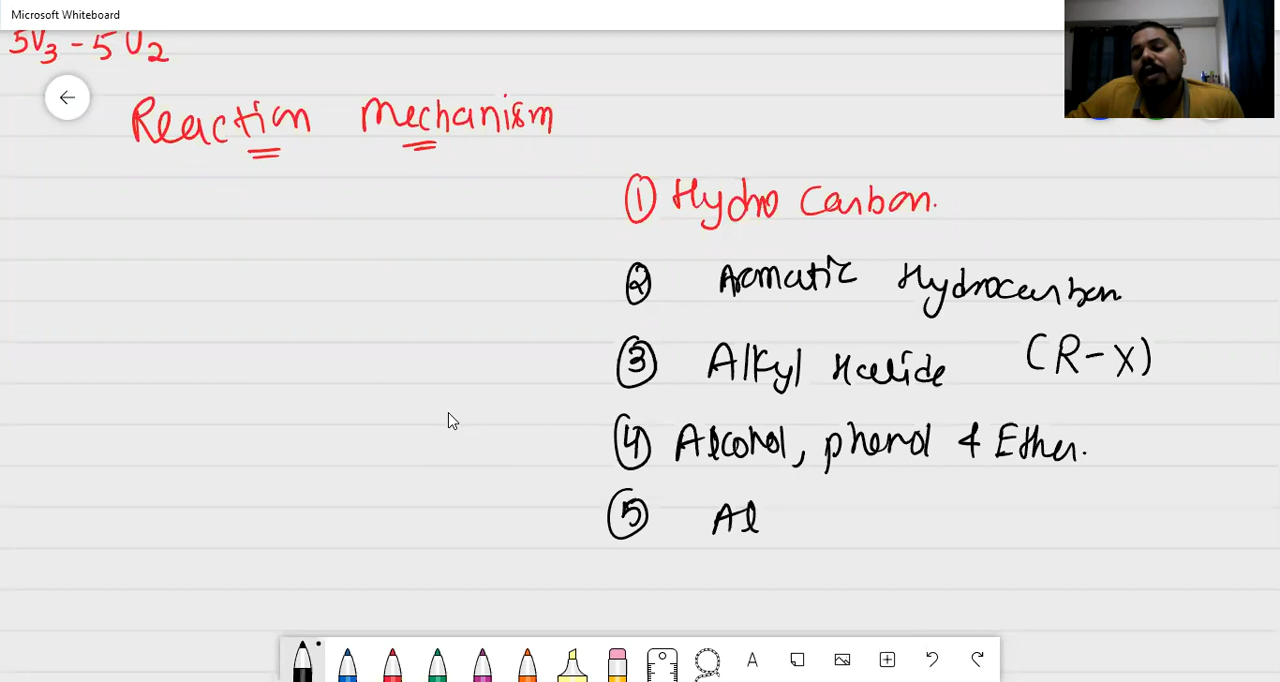 Microsoft Whiteboard
5V3 - 5V2
Reaction Mechanism
① Hydro Carbon.
② Aromatic Hydrocarbon
③ Alkyl Halide (R-X)
④ Alcohol, phenol & Ether.
⑤ Al
A